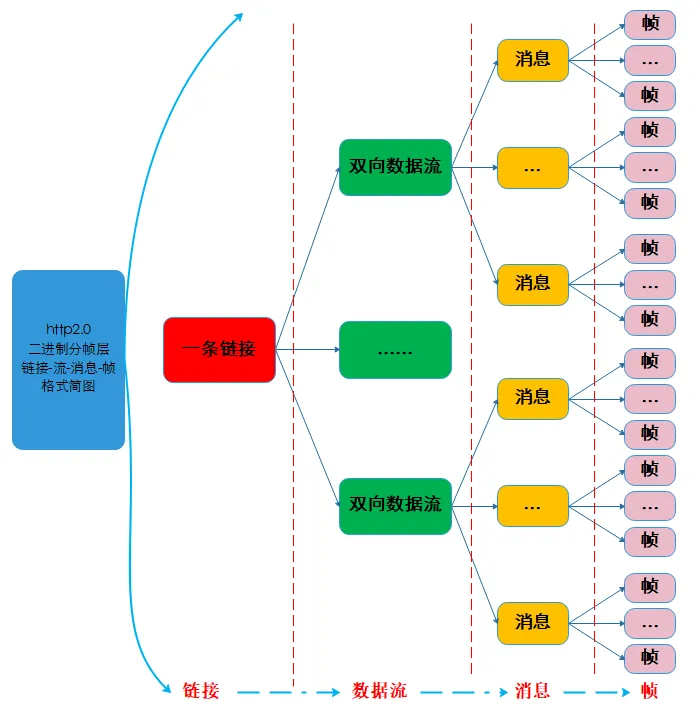 http2.0
二进制分帧层
链接-流-消息-帧
格式简图
一条链接
双向数据流
......
双向数据流
消息
...
消息
消息
...
消息
帧
...
帧
帧
...
帧
帧
...
帧
帧
...
帧
帧
...
帧
帧
...
帧
链接 数据流 消息 帧